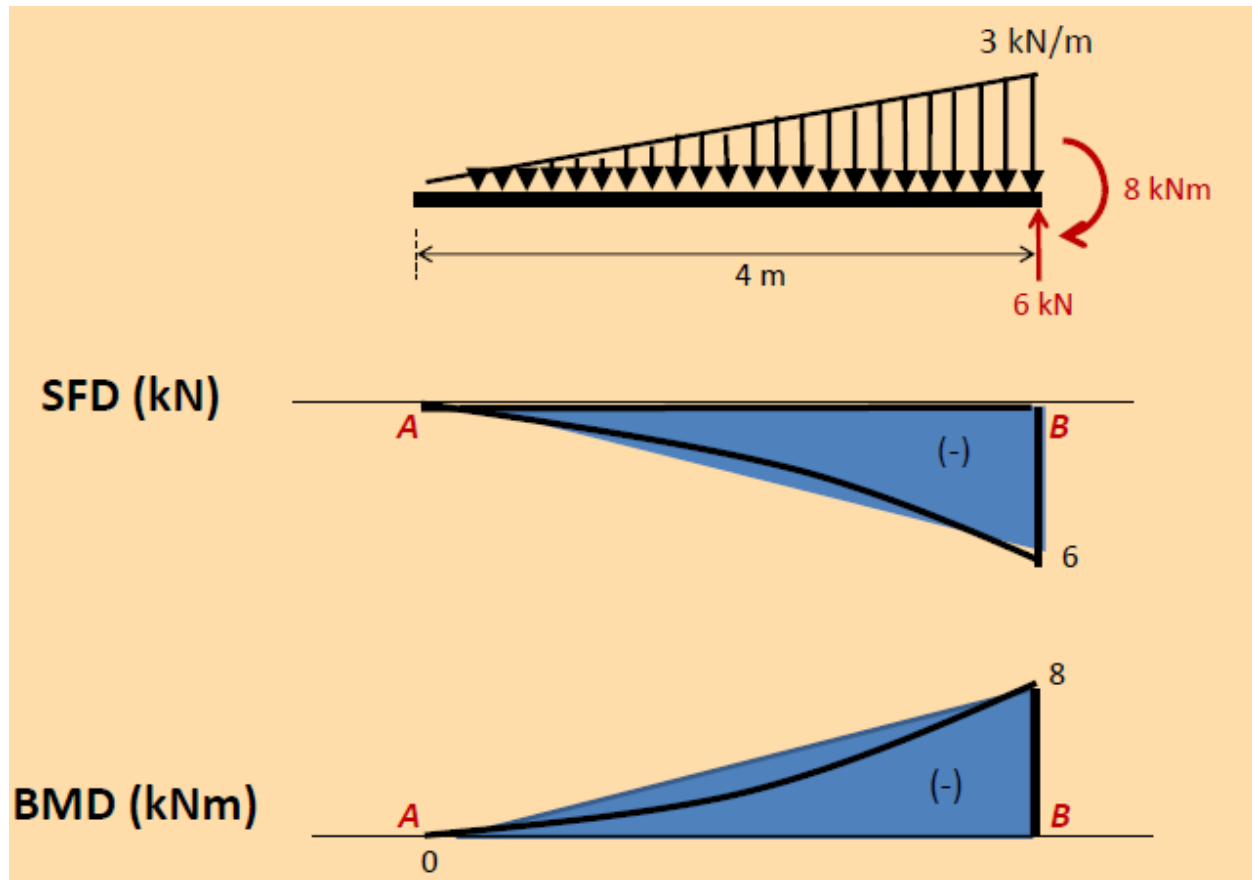 3 kN/m
8 kNm
4 m
6 kN
SFD (kN)
A
B
(-)
6
8
BMD (kNm)
A
(-)
B
0